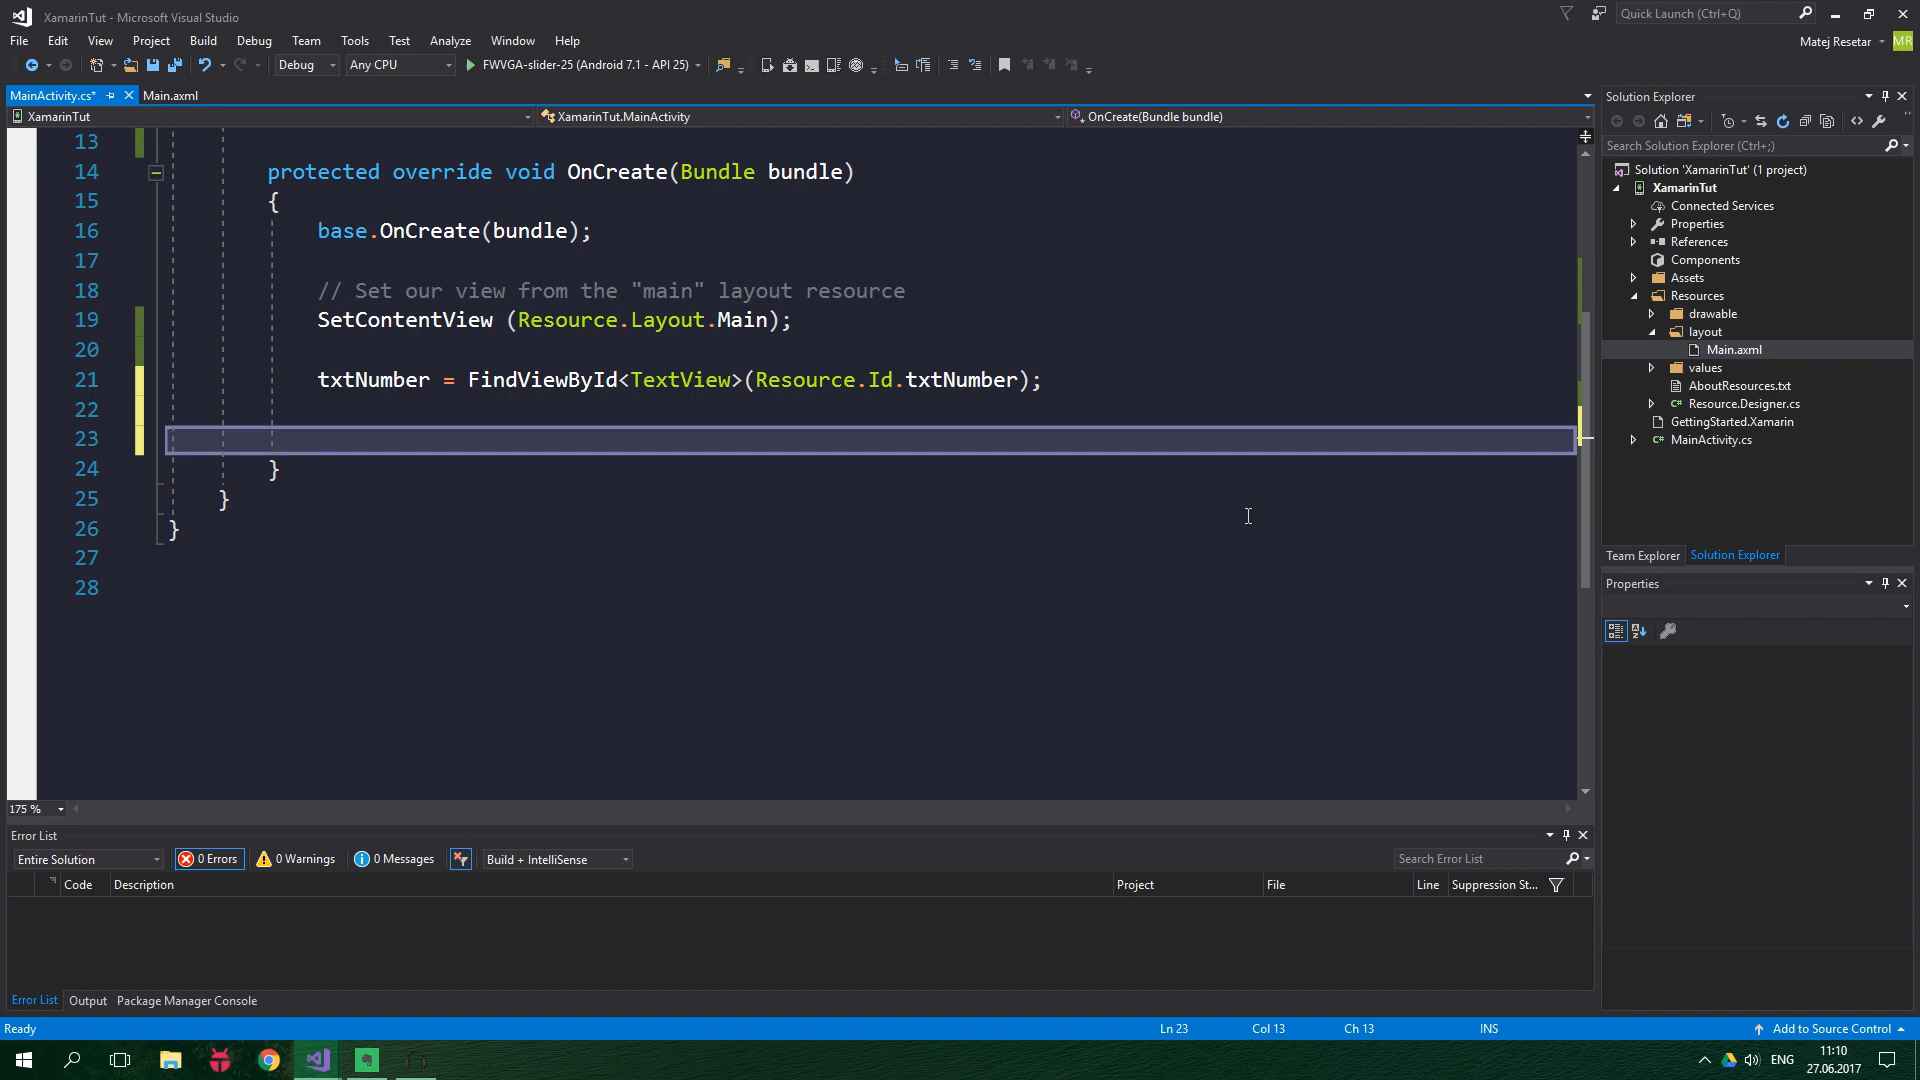 XamarinTut - Microsoft Visual Studio
Quick Launch (Ctrl+Q)
File Edit View Project Build Debug Team Tools Test Analyze Window Help
Matej Resetar MR
Debug Any CPU FWVGA-slider-25 (Android 7.1 - API 25)
MainActivity.cs* Main.axml
XamarinTut XamarinTut.MainActivity OnCreate(Bundle bundle)
13
14 protected override void OnCreate(Bundle bundle)
15 {
16 base.OnCreate(bundle);
17
18 // Set our view from the "main" layout resource
19 SetContentView (Resource.Layout.Main);
20
21 txtNumber = FindViewById<TextView>(Resource.Id.txtNumber);
22
23
24 }
25 }
26 }
27
28
175 %
Solution Explorer
Search Solution Explorer (Ctrl+;)
Solution 'XamarinTut' (1 project)
XamarinTut
Connected Services
Properties
References
Components
Assets
Resources
drawable
layout
Main.axml
values
AboutResources.txt
Resource.Designer.cs
GettingStarted.Xamarin
MainActivity.cs
Team Explorer Solution Explorer
Properties
Error List
Entire Solution 0 Errors 0 Warnings 0 Messages Build + IntelliSense Search Error List
Code Description Project File Line Suppression St...
Error List Output Package Manager Console
Ready Ln 23 Col 13 Ch 13 INS Add to Source Control
ENG 11:10
27.06.2017